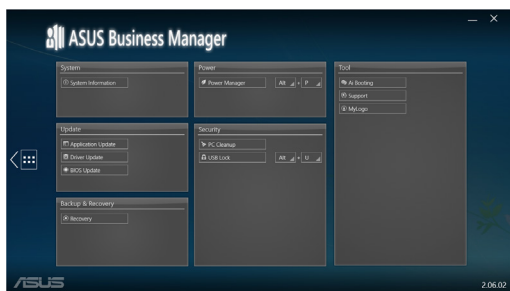 ASUS Business Manager
System
System Information
Update
Application Update
Driver Update
BIOS Update
Backup & Recovery
Recovery
Power
Power Manager Alt + P
Security
PC Cleanup
USB Lock Alt + U
Tool
Ai Booting
Support
MyLogo
ASUS
2.06.02